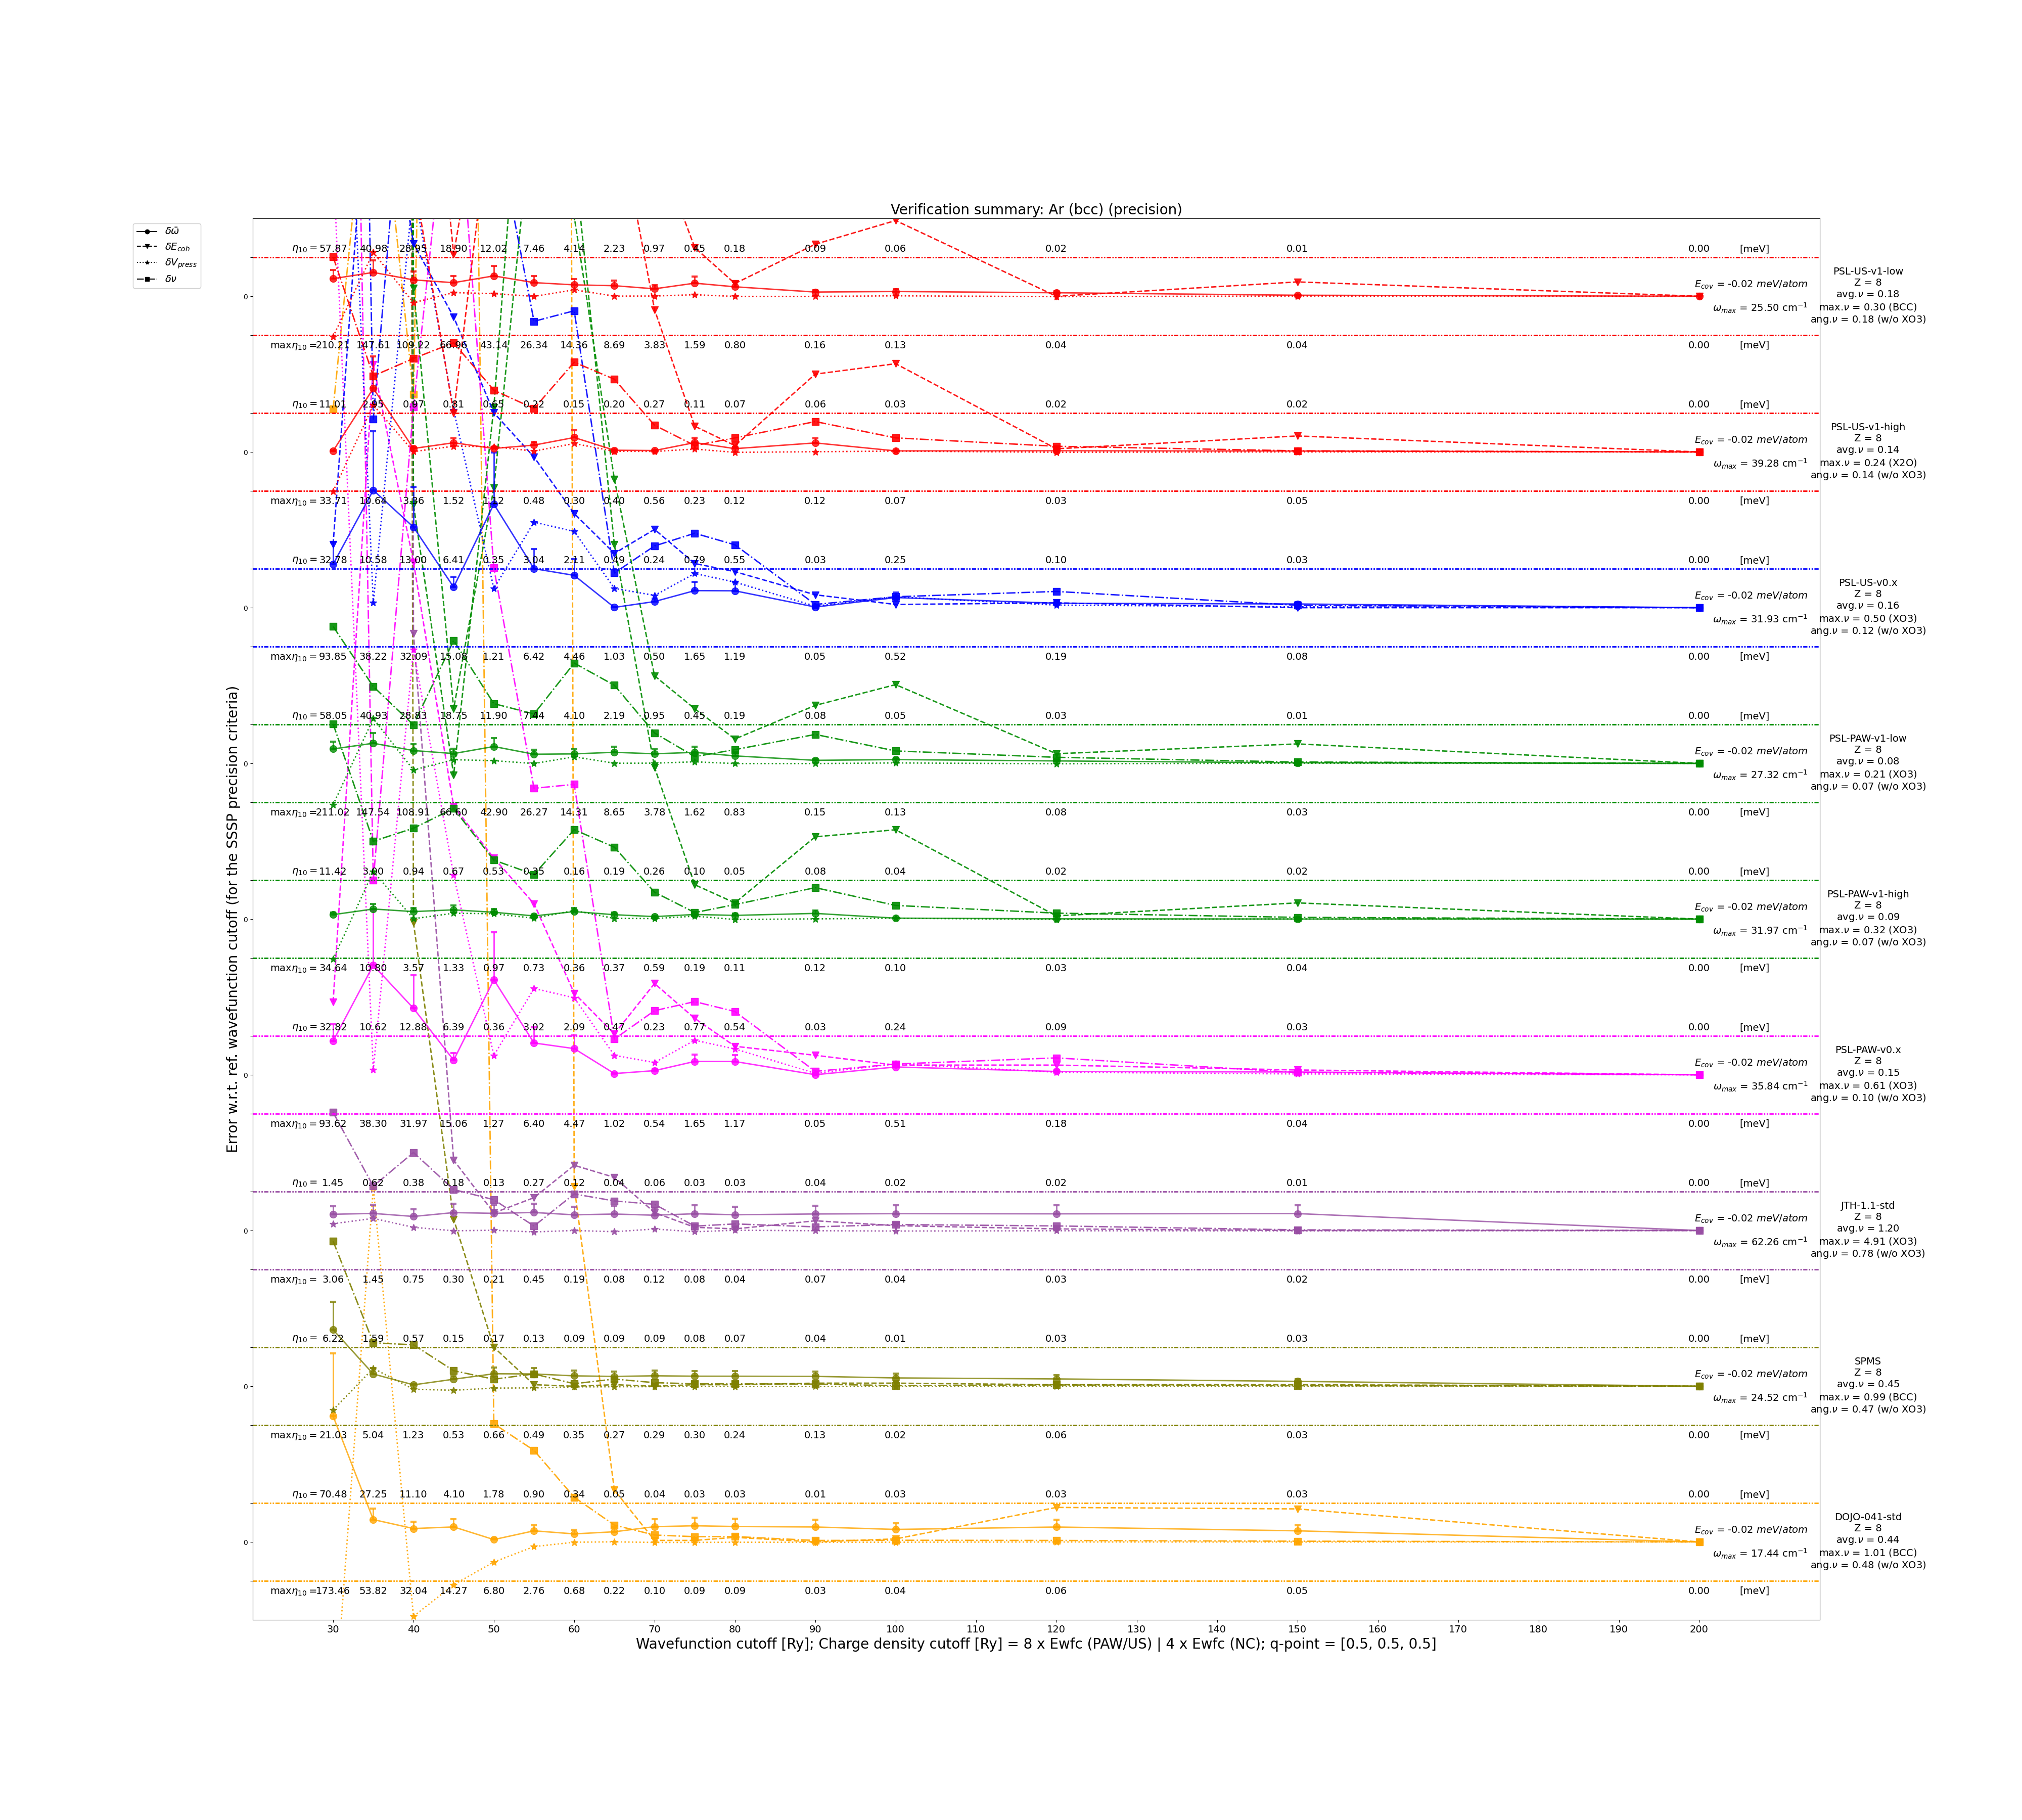 Verification summary: Ar (bcc) (precision)
δω̄
δE_coh
δV_press
δν
Error w.r.t. ref. wavefunction cutoff (for the SSSP precision criteria)
η₁₀ = 57.87 40.98 28.95 18.90 12.02 7.46 4.14 2.23 0.97 0.45 0.18 0.09 0.06 0.02 0.01 0.00 [meV]
0
E_cov = -0.02 meV/atom
ω_max = 25.50 cm⁻¹
PSL-US-v1-low
Z = 8
avg.ν = 0.18
max.ν = 0.30 (BCC)
ang.ν = 0.18 (w/o XO3)
maxη₁₀ = 210.21 147.61 109.22 66.96 43.14 26.34 14.36 8.69 3.83 1.59 0.80 0.16 0.13 0.04 0.04 0.00 [meV]
η₁₀ = 11.01 2.95 0.97 0.81 0.65 0.22 0.15 0.20 0.27 0.11 0.07 0.06 0.03 0.02 0.02 0.00 [meV]
0
E_cov = -0.02 meV/atom
ω_max = 39.28 cm⁻¹
PSL-US-v1-high
Z = 8
avg.ν = 0.14
max.ν = 0.24 (X2O)
ang.ν = 0.14 (w/o XO3)
maxη₁₀ = 33.71 10.64 3.86 1.52 1.12 0.48 0.30 0.40 0.56 0.23 0.12 0.12 0.07 0.03 0.05 0.00 [meV]
η₁₀ = 32.78 10.58 13.00 6.41 0.35 3.04 2.11 0.49 0.24 0.79 0.55 0.03 0.25 0.10 0.03 0.00 [meV]
0
E_cov = -0.02 meV/atom
ω_max = 31.93 cm⁻¹
PSL-US-v0.x
Z = 8
avg.ν = 0.16
max.ν = 0.50 (XO3)
ang.ν = 0.12 (w/o XO3)
maxη₁₀ = 93.85 38.22 32.09 15.08 1.21 6.42 4.46 1.03 0.50 1.65 1.19 0.05 0.52 0.19 0.08 0.00 [meV]
η₁₀ = 58.05 40.93 28.83 18.75 11.90 7.44 4.10 2.19 0.95 0.45 0.19 0.08 0.05 0.03 0.01 0.00 [meV]
0
E_cov = -0.02 meV/atom
ω_max = 27.32 cm⁻¹
PSL-PAW-v1-low
Z = 8
avg.ν = 0.08
max.ν = 0.21 (XO3)
ang.ν = 0.07 (w/o XO3)
maxη₁₀ = 211.02 147.54 108.91 66.60 42.90 26.27 14.31 8.65 3.78 1.62 0.83 0.15 0.13 0.08 0.03 0.00 [meV]
η₁₀ = 11.42 3.00 0.94 0.67 0.53 0.35 0.16 0.19 0.26 0.10 0.05 0.08 0.04 0.02 0.02 0.00 [meV]
0
E_cov = -0.02 meV/atom
ω_max = 31.97 cm⁻¹
PSL-PAW-v1-high
Z = 8
avg.ν = 0.09
max.ν = 0.32 (XO3)
ang.ν = 0.07 (w/o XO3)
maxη₁₀ = 34.64 10.80 3.57 1.33 0.97 0.73 0.36 0.37 0.59 0.19 0.11 0.12 0.10 0.03 0.04 0.00 [meV]
η₁₀ = 32.82 10.62 12.88 6.39 0.36 3.02 2.09 0.47 0.23 0.77 0.54 0.03 0.24 0.09 0.03 0.00 [meV]
0
E_cov = -0.02 meV/atom
ω_max = 35.84 cm⁻¹
PSL-PAW-v0.x
Z = 8
avg.ν = 0.15
max.ν = 0.61 (XO3)
ang.ν = 0.10 (w/o XO3)
maxη₁₀ = 93.62 38.30 31.97 15.06 1.27 6.40 4.47 1.02 0.54 1.65 1.17 0.05 0.51 0.18 0.04 0.00 [meV]
η₁₀ = 1.45 0.62 0.38 0.18 0.13 0.27 0.12 0.04 0.06 0.03 0.03 0.04 0.02 0.02 0.01 0.00 [meV]
0
E_cov = -0.02 meV/atom
ω_max = 62.26 cm⁻¹
JTH-1.1-std
Z = 8
avg.ν = 1.20
max.ν = 4.91 (XO3)
ang.ν = 0.78 (w/o XO3)
maxη₁₀ = 3.06 1.45 0.75 0.30 0.21 0.45 0.19 0.08 0.12 0.08 0.04 0.07 0.04 0.03 0.02 0.00 [meV]
η₁₀ = 6.22 1.59 0.57 0.15 0.17 0.13 0.09 0.09 0.09 0.08 0.07 0.04 0.01 0.03 0.03 0.00 [meV]
0
E_cov = -0.02 meV/atom
ω_max = 24.52 cm⁻¹
SPMS
Z = 8
avg.ν = 0.45
max.ν = 0.99 (BCC)
ang.ν = 0.47 (w/o XO3)
maxη₁₀ = 21.03 5.04 1.23 0.53 0.66 0.49 0.35 0.27 0.29 0.30 0.24 0.13 0.02 0.06 0.03 0.00 [meV]
η₁₀ = 70.48 27.25 11.10 4.10 1.78 0.90 0.34 0.05 0.04 0.03 0.03 0.01 0.03 0.03 0.03 0.00 [meV]
0
E_cov = -0.02 meV/atom
ω_max = 17.44 cm⁻¹
DOJO-041-std
Z = 8
avg.ν = 0.44
max.ν = 1.01 (BCC)
ang.ν = 0.48 (w/o XO3)
maxη₁₀ = 173.46 53.82 32.04 14.27 6.80 2.76 0.68 0.22 0.10 0.09 0.09 0.03 0.04 0.06 0.05 0.00 [meV]
30 40 50 60 70 80 90 100 110 120 130 140 150 160 170 180 190 200
Wavefunction cutoff [Ry]; Charge density cutoff [Ry] = 8 x Ewfc (PAW/US) | 4 x Ewfc (NC); q-point = [0.5, 0.5, 0.5]